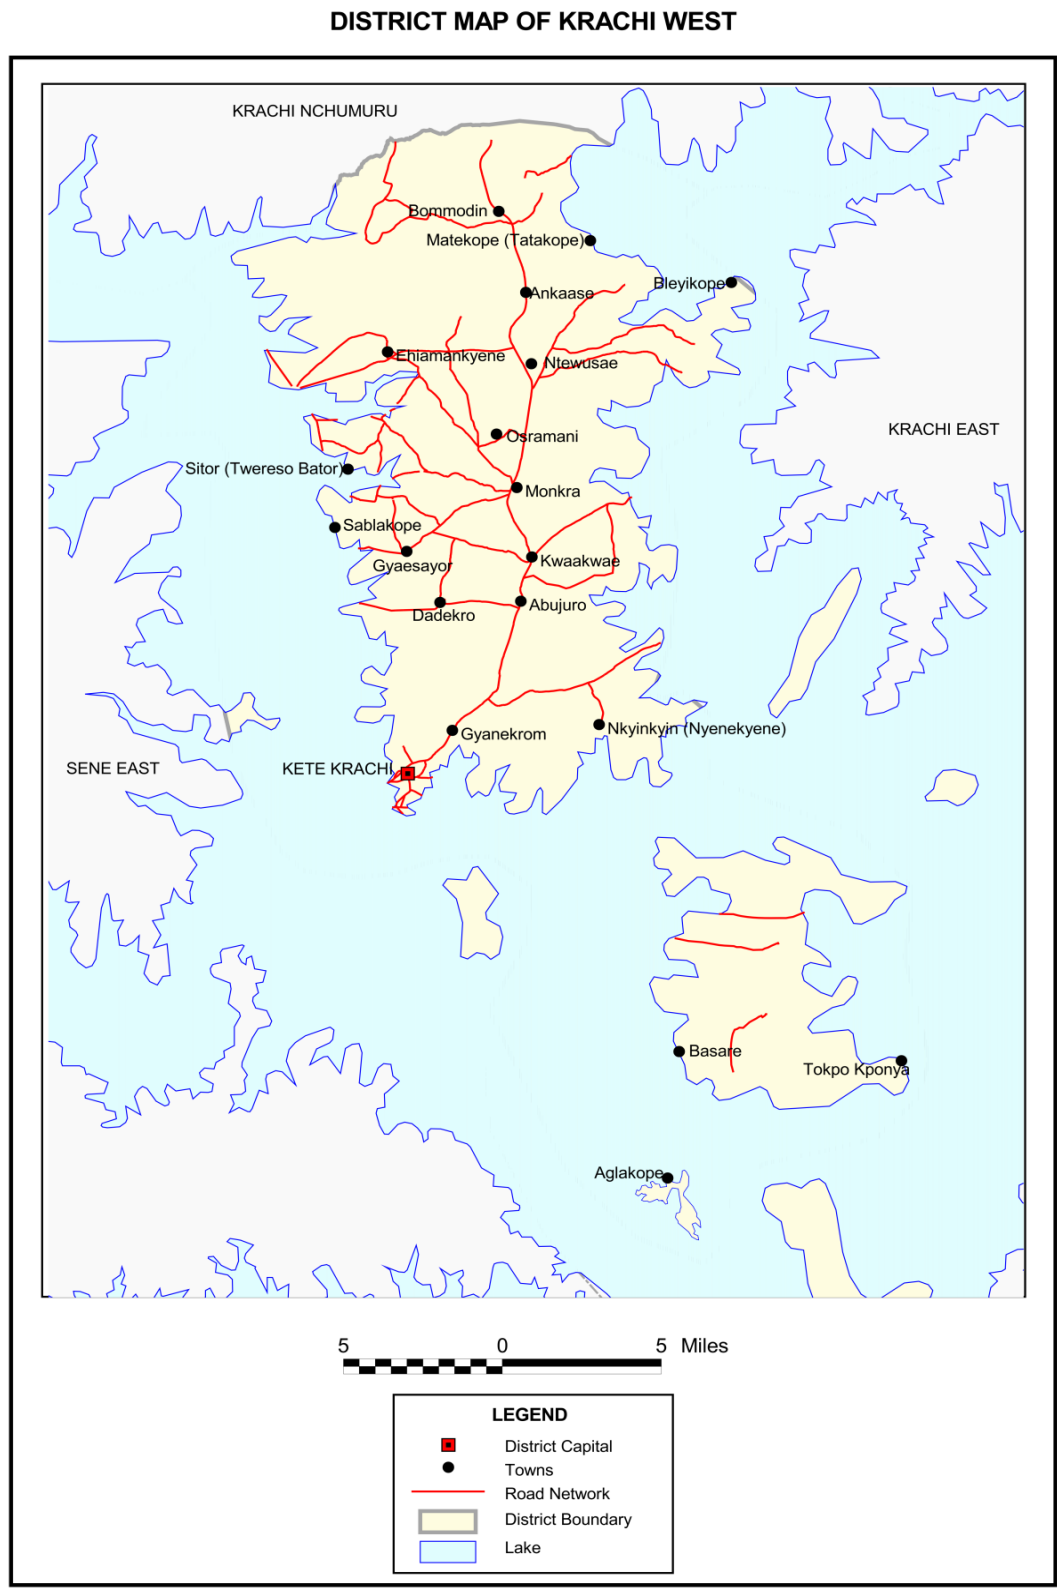 DISTRICT MAP OF KRACHI WEST
KRACHI NCHUMURU
Bommodin
Matekope (Tatakope)
Bleyikope
Ankaase
Ehiamankyene
Ntewusae
KRACHI EAST
Osramani
Sitor (Twereso Bator)
Monkra
Sablakope
Gyaesayor
Kwaakwae
Dadekro
Abujuro
Nkyinkyin (Nyenekyene)
Gyanekrom
SENE EAST
KETE KRACHI
Basare
Tokpo Kponya
Aglakope
5 0 5 Miles
LEGEND
District Capital
Towns
Road Network
District Boundary
Lake